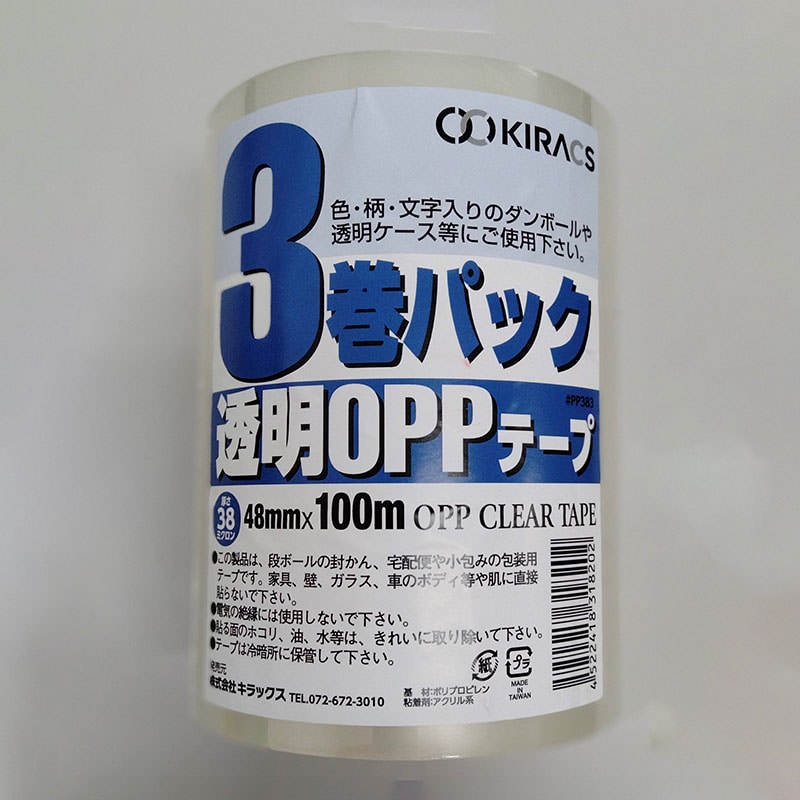 KIRACS
色・柄・文字入りのダンボールや
透明ケース等にご使用下さい。
3巻パック
#PP383
透明OPPテープ
厚さ
38
ミクロン
48mm×100m OPP CLEAR TAPE
●この製品は、段ボールの封かん、宅配便や小包みの包装用
テープです。家具、壁、ガラス、車のボディ等や肌に直接
貼らないで下さい。
●電気の絶縁には使用しないで下さい。
●貼る面のホコリ、油、水等は、きれいに取り除いて下さい。
●テープは冷暗所に保管して下さい。
発売元
株式会社 キラックス TEL.072-672-3010
基 材:ポリプロピレン
粘着剤:アクリル系
紙
プラ
MADE
IN
TAIWAN
4522418318202